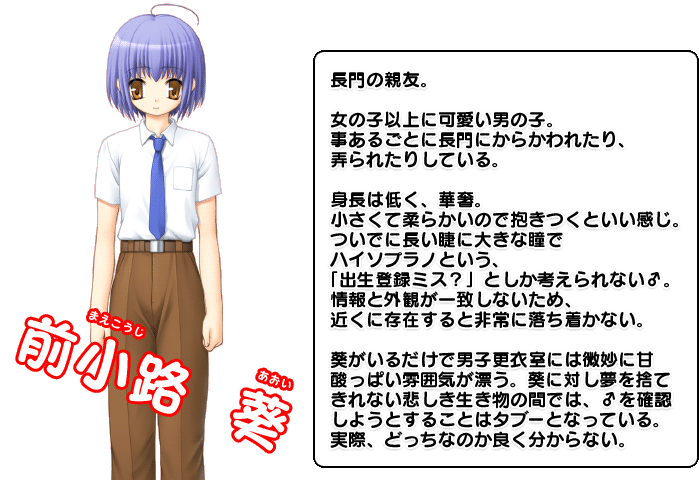 長門の親友。
女の子以上に可愛い男の子。
事あるごとに長門にからかわれたり、
弄られたりしている。
身長は低く、華奢。
小さくて柔らかいので抱きつくといい感じ。
ついでに長い睫に大きな瞳で
ハイソプラノという、
「出生登録ミス？」としか考えられない♂。
情報と外観が一致しないため、
近くに存在すると非常に落ち着かない。
葵がいるだけで男子更衣室には微妙に甘
酸っぱい雰囲気が漂う。葵に対し夢を捨て
きれない悲しき生き物の間では、♂を確認
しようとすることはタブーとなっている。
実際、どっちなのか良く分からない。
まえこうじ
前小路
あおい
葵